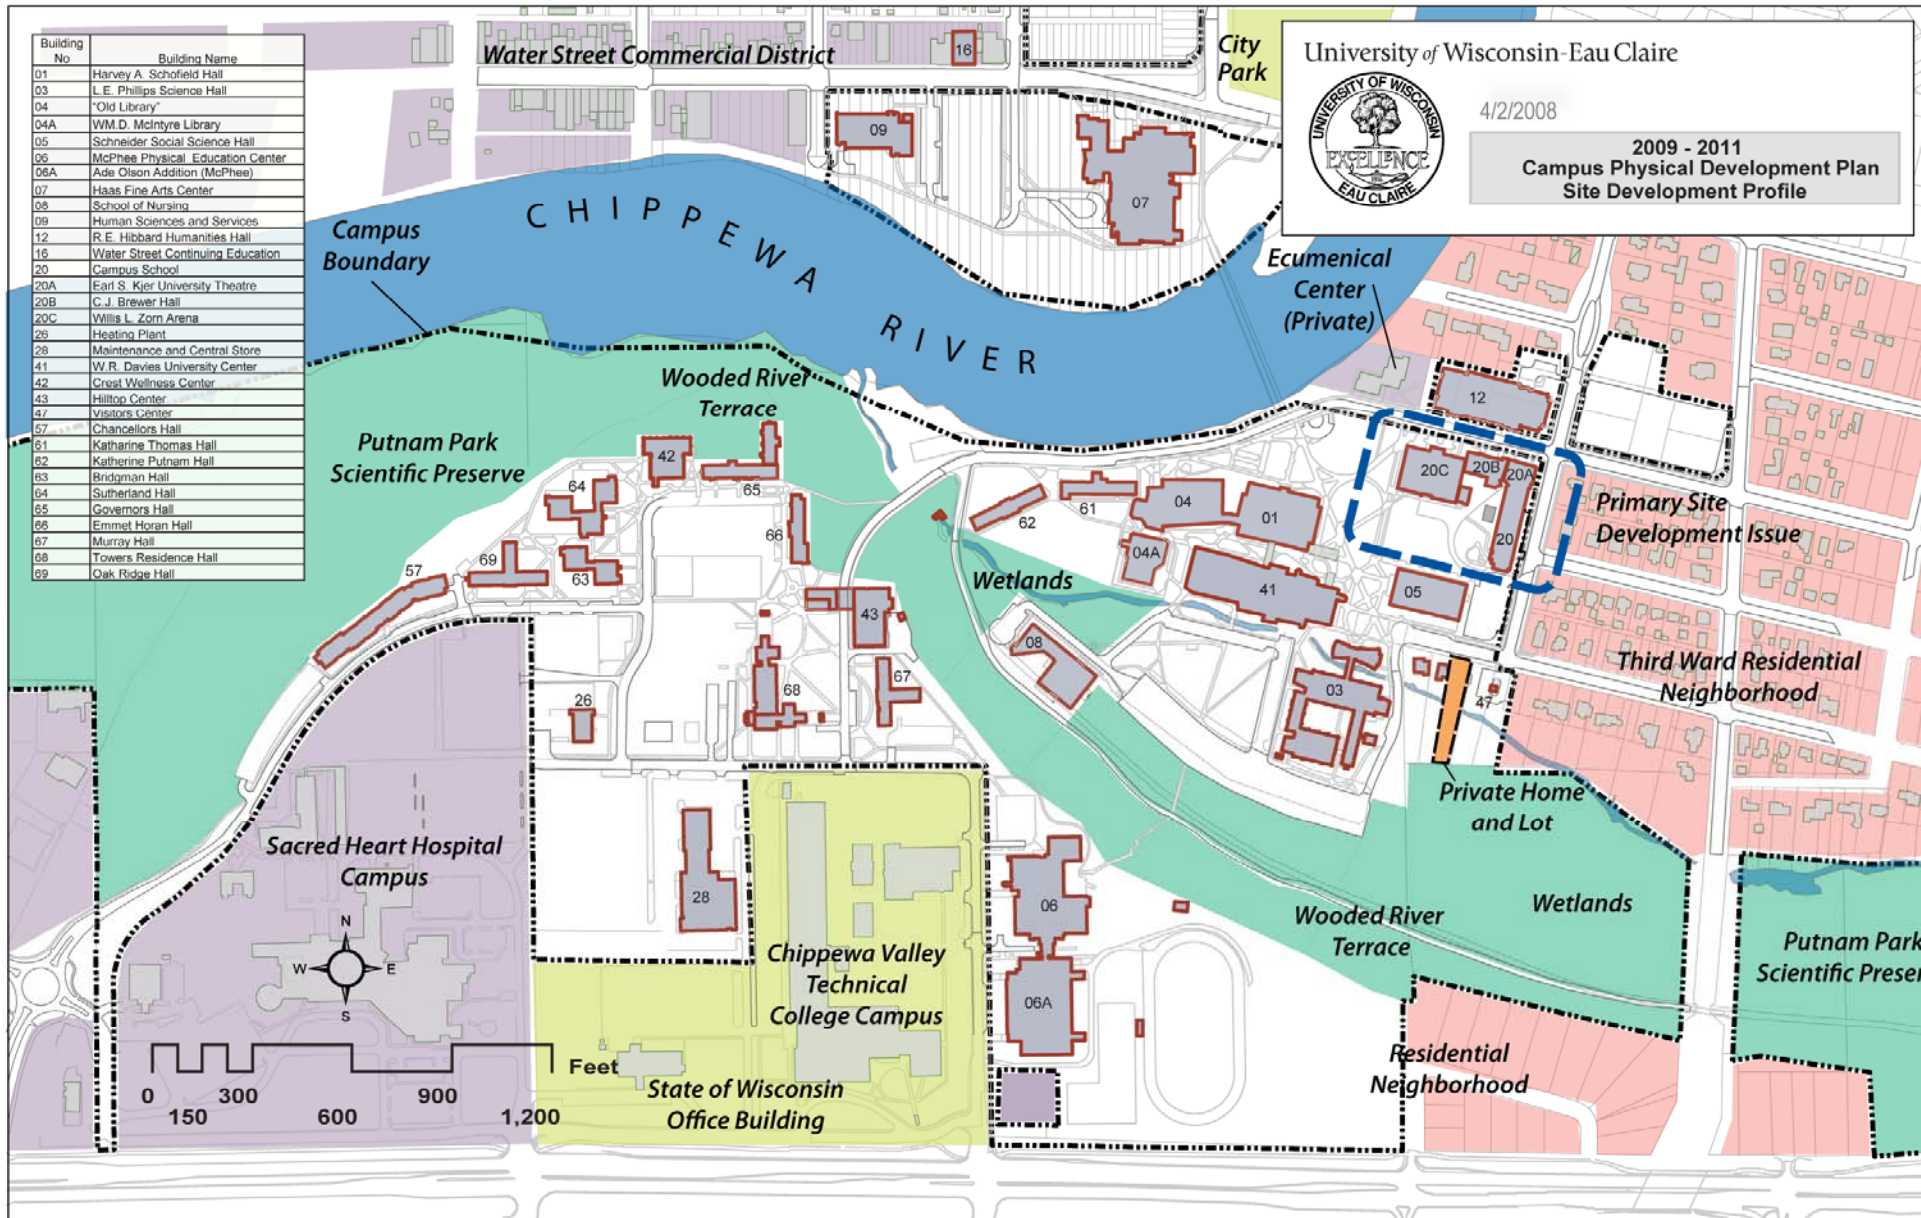 Building
No
Building Name
01 Harvey A. Schofield Hall
03 L.E. Phillips Science Hall
04 "Old Library"
04A WM.D. McIntyre Library
05 Schneider Social Science Hall
06 McPhee Physical Education Center
06A Ade Olson Addition (McPhee)
07 Haas Fine Arts Center
08 School of Nursing
09 Human Sciences and Services
12 R.E. Hibbard Humanities Hall
16 Water Street Continuing Education
20 Campus School
20A Earl S. Kjer University Theatre
20B C.J. Brewer Hall
20C Willis L. Zorn Arena
26 Heating Plant
28 Maintenance and Central Store
41 W.R. Davies University Center
42 Crest Wellness Center
43 Hilltop Center
47 Visitors Center
57 Chancellors Hall
61 Katharine Thomas Hall
62 Katherine Putnam Hall
63 Bridgman Hall
64 Sutherland Hall
65 Governors Hall
66 Emmet Horan Hall
67 Murray Hall
68 Towers Residence Hall
69 Oak Ridge Hall
Water Street Commercial District
16
City
Park
University of Wisconsin-Eau Claire
UNIVERSITY OF WISCONSIN
EXCELLENCE
1916
EAU CLAIRE
4/2/2008
2009 - 2011
Campus Physical Development Plan
Site Development Profile
09
07
CHIPPEWA
RIVER
Campus
Boundary
Ecumenical
Center
(Private)
Wooded River
Terrace
Putnam Park
Scientific Preserve
12
20C
20B
20A
20
Primary Site
Development Issue
42
64
65
66
62
61
04
01
04A
69
63
57
Wetlands
41
05
43
08
67
68
26
03
47
Third Ward Residential
Neighborhood
Private Home
and Lot
Sacred Heart Hospital
Campus
28
06
06A
Wooded River
Terrace
Wetlands
Putnam Park
Scientific Preser
Chippewa Valley
Technical
College Campus
N
W
E
S
Residential
Neighborhood
State of Wisconsin
Office Building
Feet
0
300
900
150
600
1,200